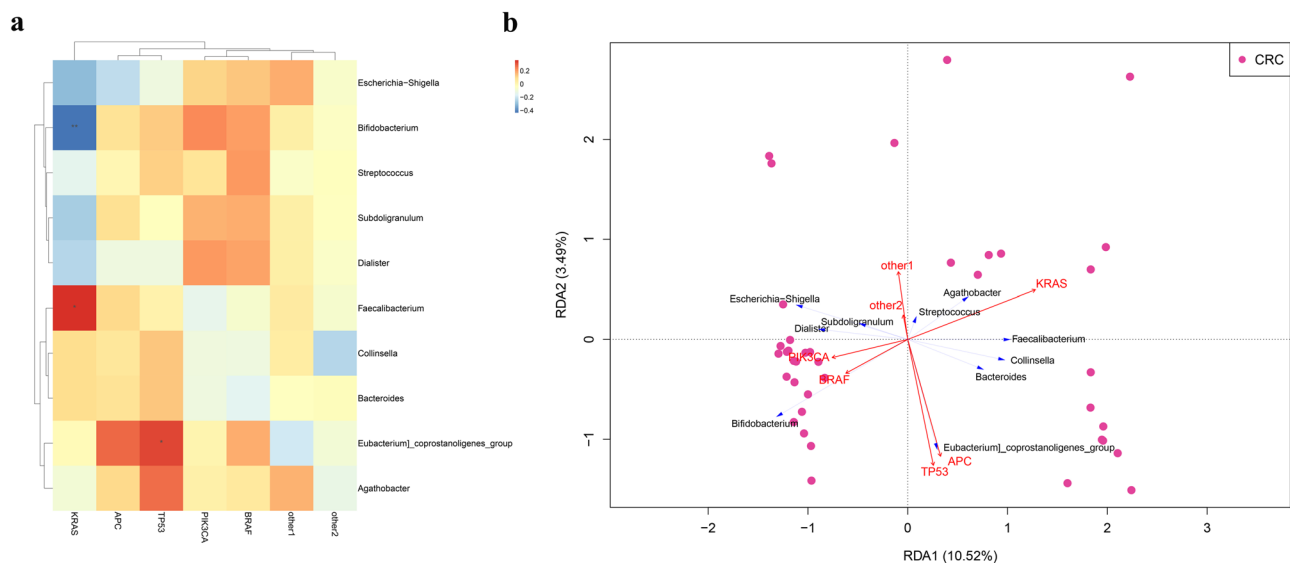 a
0.2
0
-0.2
-0.4
Escherichia-Shigella
Bifidobacterium
**
Streptococcus
Subdoligranulum
Dialister
Faecalibacterium
*
Collinsella
Bacteroides
Eubacterium]_coprostanoligenes_group
*
Agathobacter
KRAS
APC
TP53
PIK3CA
BRAF
other1
other2
b
CRC
RDA2 (3.49%)
2
1
0
-1
other1
KRAS
Agathobacter
Escherichia-Shigella
other2
Streptococcus
Subdoligranulum
Dialister
Faecalibacterium
PIK3CA
Collinsella
BRAF
Bacteroides
Bifidobacterium
Eubacterium]_coprostanoligenes_group
APC
TP53
-2
-1
0
1
2
3
RDA1 (10.52%)